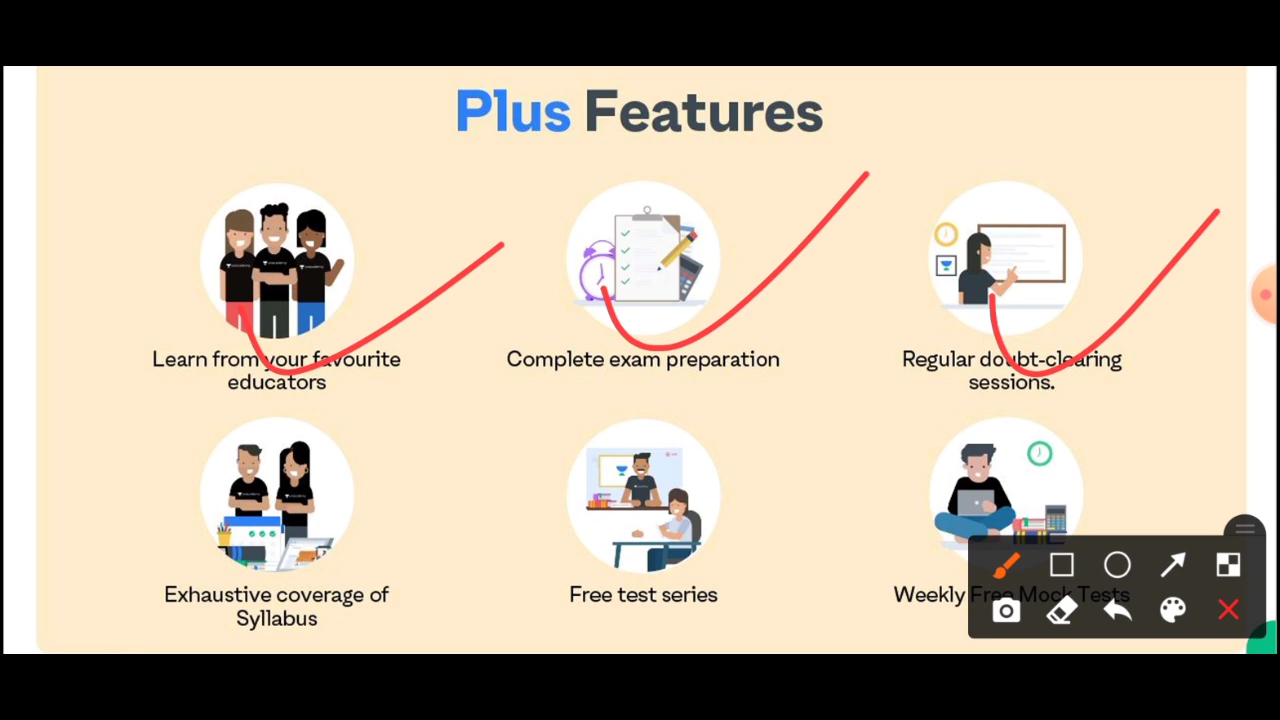 Plus Features
Learn from your favourite
educators
Complete exam preparation
Regular doubt-clearing
sessions.
Exhaustive coverage of
Syllabus
Free test series
Weekly Free Mock Tests